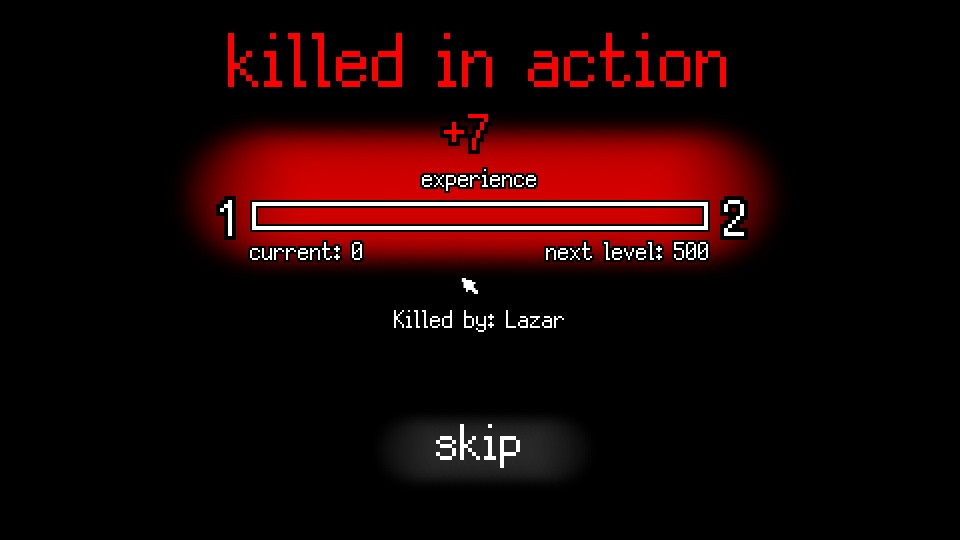 killed in action
+7
experience
1 2
current: 0 next level: 500
Killed by: Lazar
skip